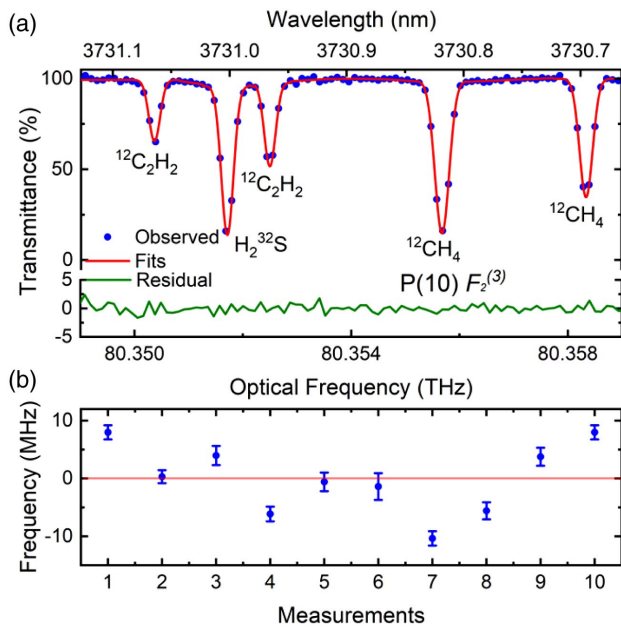 (a)
Wavelength (nm)
3731.1 3731.0 3730.9 3730.8 3730.7
Transmittance (%)
100
50
0
¹²C₂H₂
H₂³²S
¹²C₂H₂
¹²CH₄
¹²CH₄
Observed
Fits
Residual
P(10) F₂⁽³⁾
5
0
-5
80.350 80.354 80.358
Optical Frequency (THz)
(b)
Frequency (MHz)
10
0
-10
1 2 3 4 5 6 7 8 9 10
Measurements